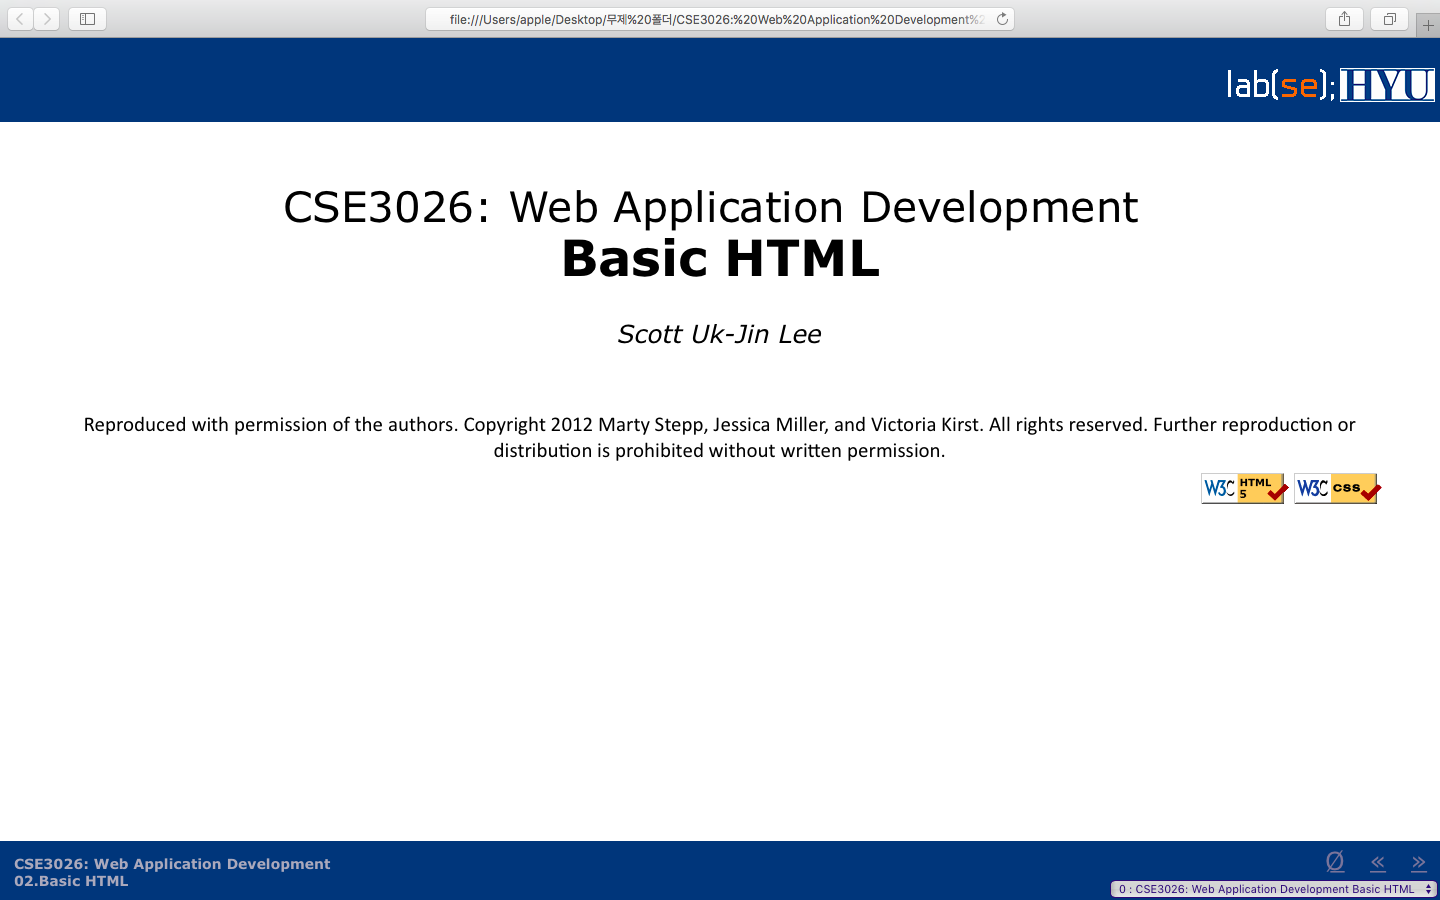 file:///Users/apple/Desktop/무제%20폴더/CSE3026:%20Web%20Application%20Development%2
lab(se);HYU
CSE3026: Web Application Development
Basic HTML
Scott Uk-Jin Lee
Reproduced with permission of the authors. Copyright 2012 Marty Stepp, Jessica Miller, and Victoria Kirst. All rights reserved. Further reproduction or
distribution is prohibited without written permission.
W3C HTML 5 W3C CSS
CSE3026: Web Application Development
02.Basic HTML
Ø « »
0 : CSE3026: Web Application Development Basic HTML